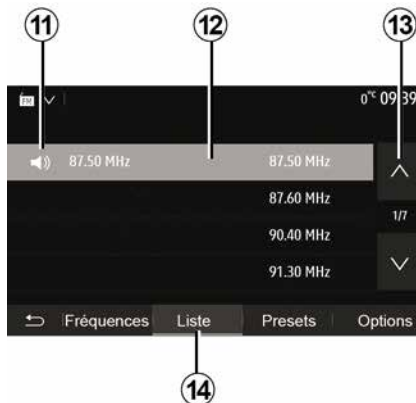 11 12 13
FM 0°C 09:39
87.50 MHz 87.50 MHz
87.60 MHz
1/7
90.40 MHz
91.30 MHz
Fréquences Liste Presets Options
14